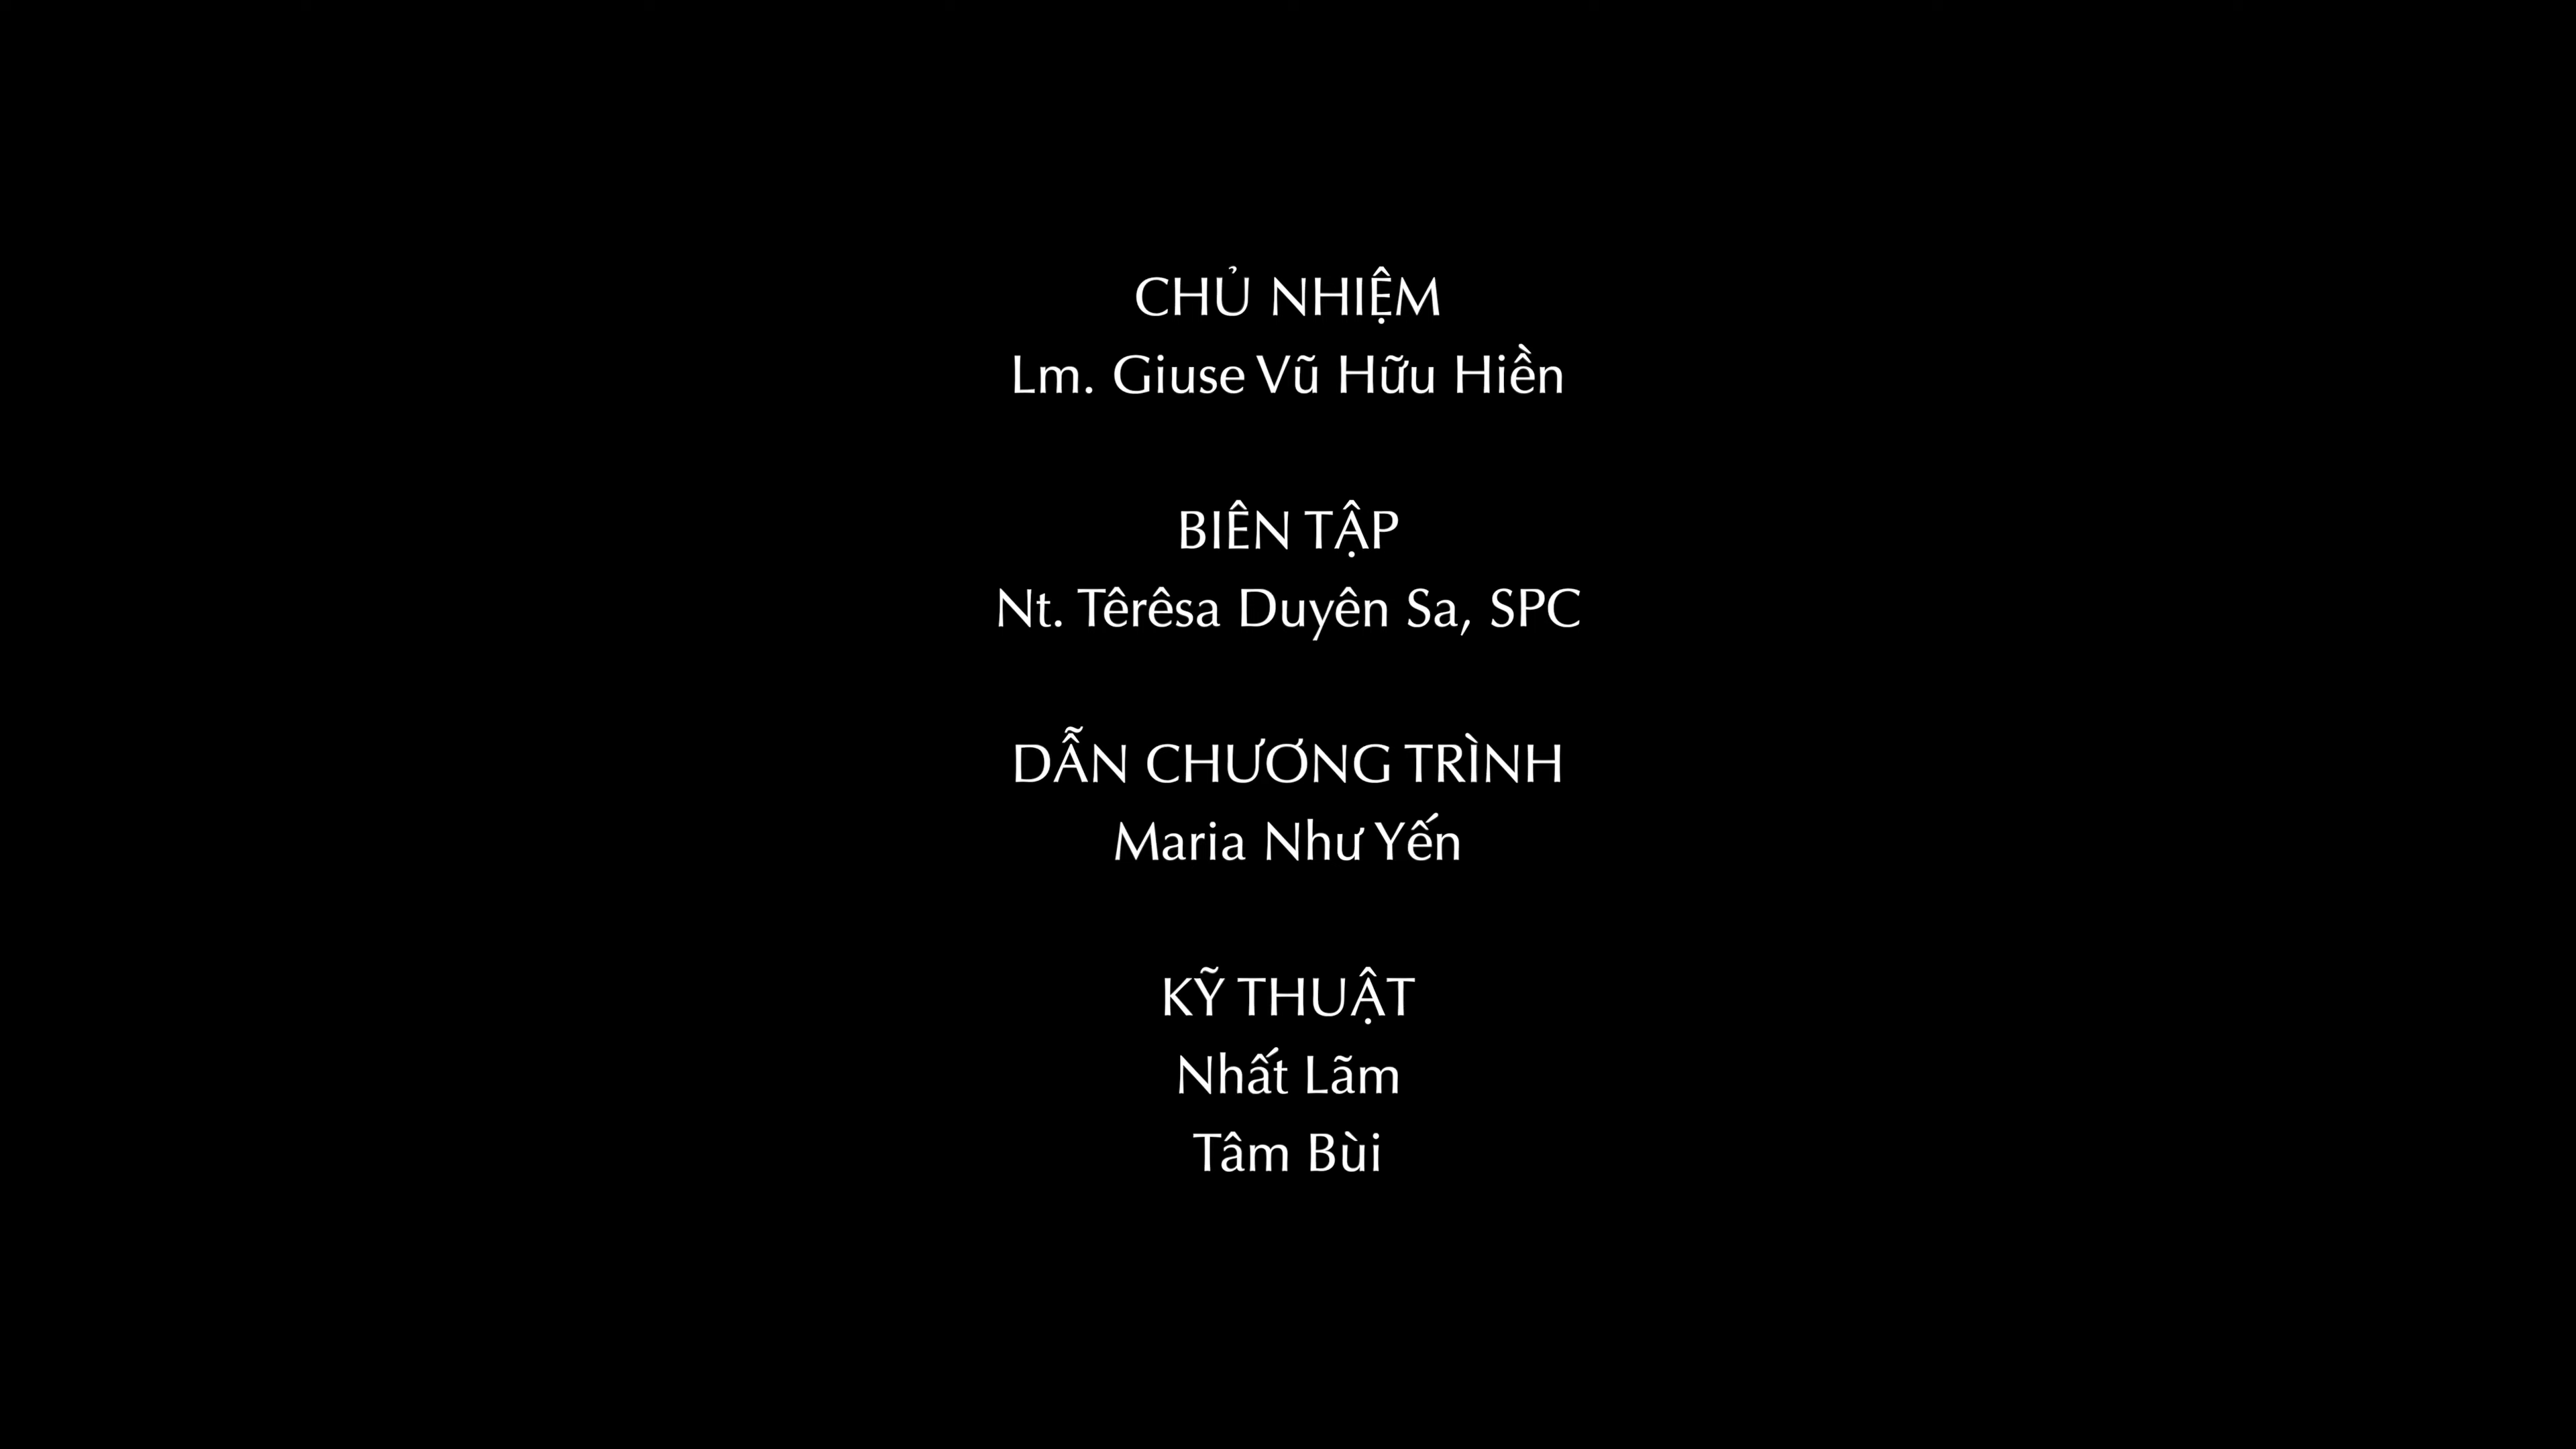 CHỦ NHIỆM
Lm. Giuse Vũ Hữu Hiền
BIÊN TẬP
Nt. Têrêsa Duyên Sa, SPC
DẪN CHƯƠNG TRÌNH
Maria Như Yến
KỸ THUẬT
Nhất Lãm
Tâm Bùi